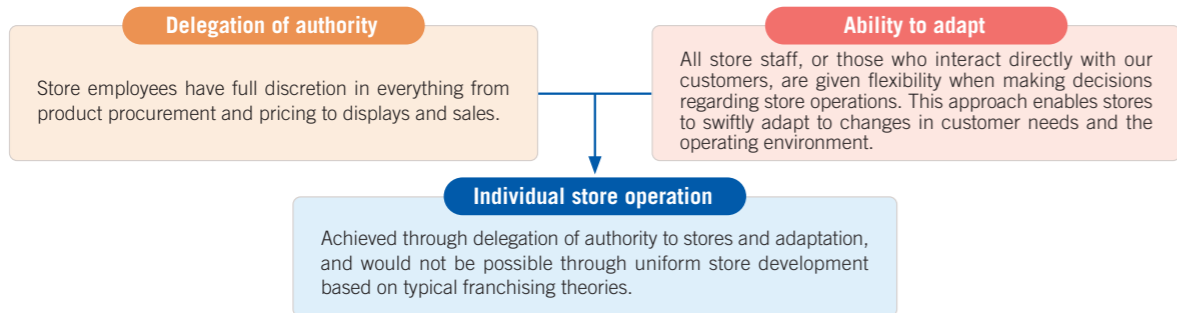 Delegation of authority
Store employees have full discretion in everything from
product procurement and pricing to displays and sales.
Ability to adapt
All store staff, or those who interact directly with our
customers, are given flexibility when making decisions
regarding store operations. This approach enables stores
to swiftly adapt to changes in customer needs and the
operating environment.
Individual store operation
Achieved through delegation of authority to stores and adaptation,
and would not be possible through uniform store development
based on typical franchising theories.